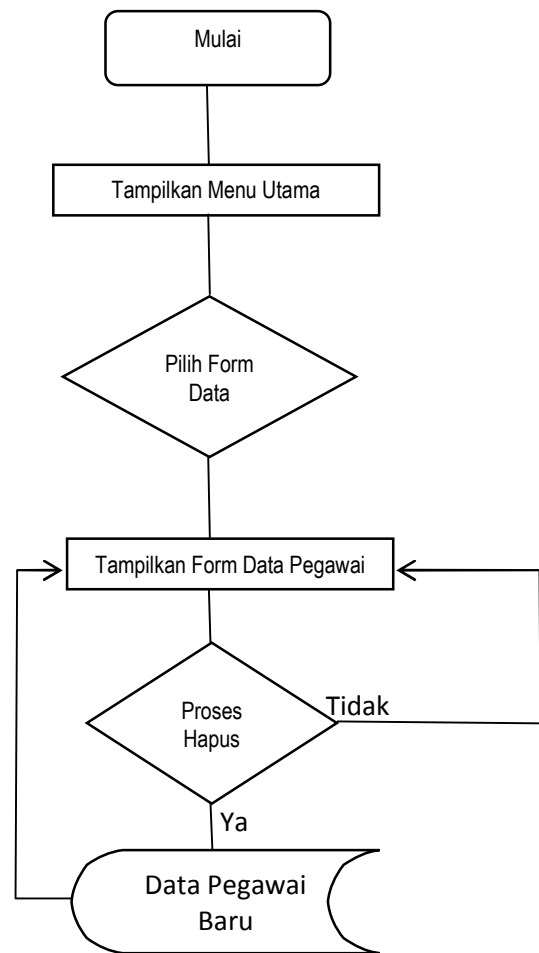 Mulai
Tampilkan Menu Utama
Pilih Form
Data
Tampilkan Form Data Pegawai
Proses
Hapus
Tidak
Ya
Data Pegawai
Baru